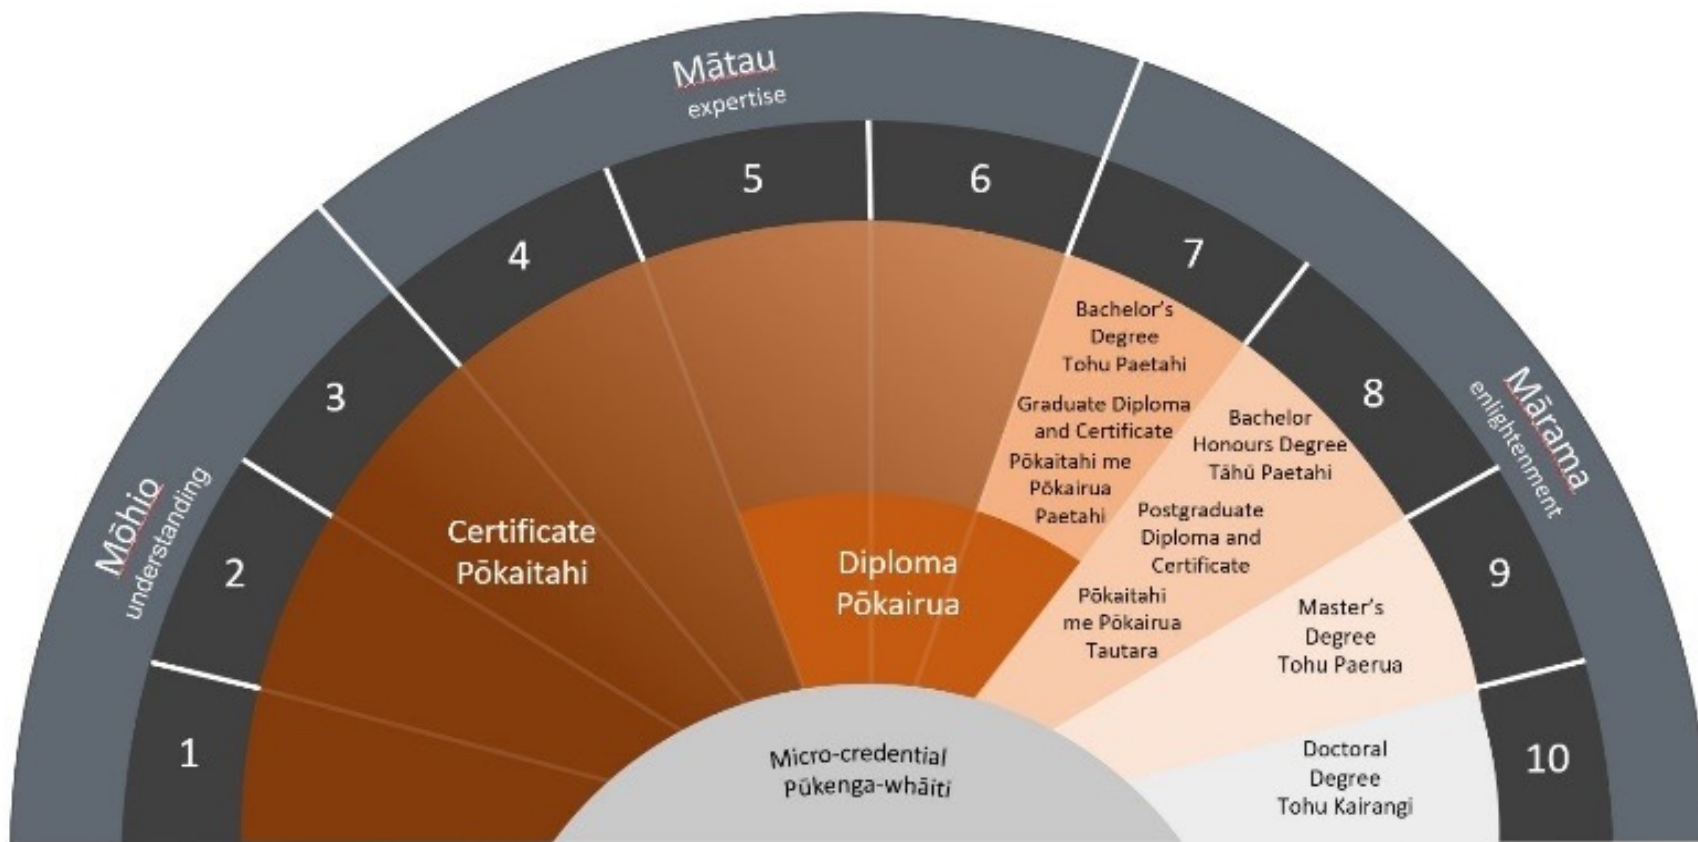 Mōhio
understanding
Mātau
expertise
Mārama
enlightenment
1
2
3
4
5
6
7
8
9
10
Certificate
Pōkaitahi
Diploma
Pōkairua
Bachelor's
Degree
Tohu Paetahi
Graduate Diploma
and Certificate
Pōkaitahi me
Pōkairua
Paetahi
Bachelor
Honours Degree
Tāhū Paetahi
Postgraduate
Diploma and
Certificate
Pōkaitahi
me Pōkairua
Tautara
Master's
Degree
Tohu Paerua
Doctoral
Degree
Tohu Kairangi
Micro-credential
Pūkenga-whāiti